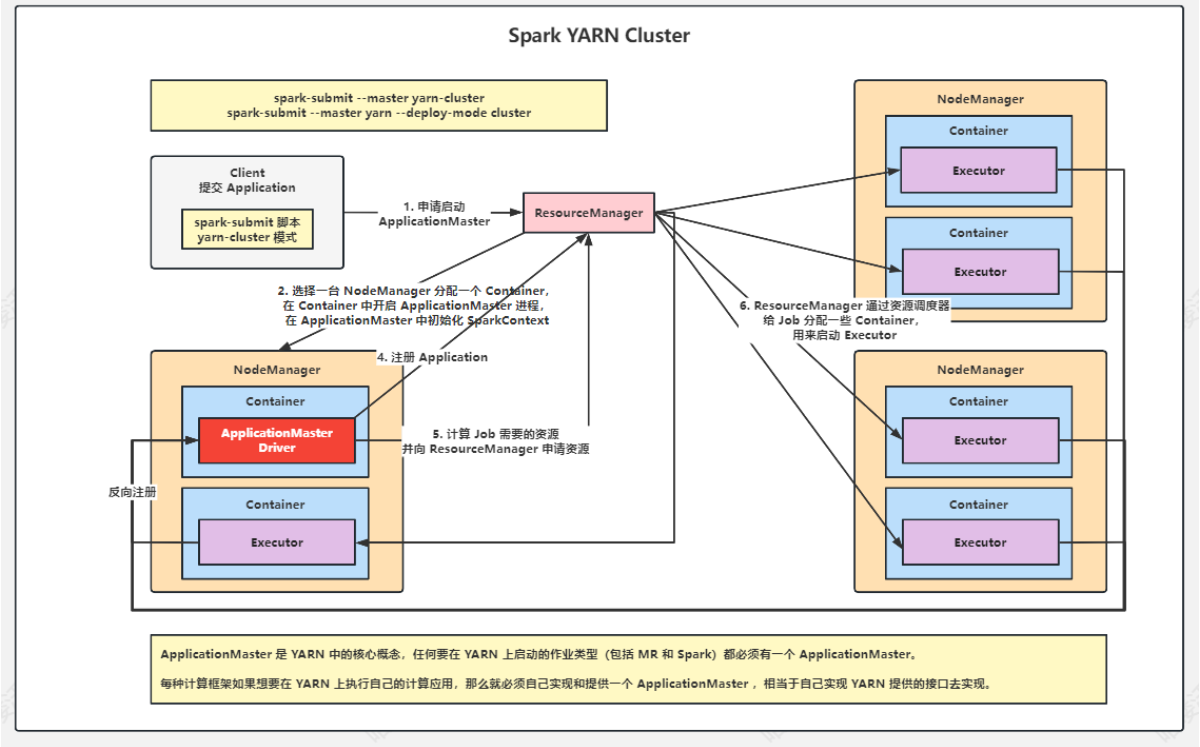 Spark YARN Cluster
spark-submit --master yarn-cluster
spark-submit --master yarn --deploy-mode cluster
Client
提交 Application
spark-submit 脚本
yarn-cluster 模式
1. 申请启动
ApplicationMaster
ResourceManager
NodeManager
Container
Executor
Container
Executor
2. 选择一台 NodeManager 分配一个 Container，
在 Container 中开启 ApplicationMaster 进程，
在 ApplicationMaster 中初始化 SparkContext
6. ResourceManager 通过资源调度器
给 Job 分配一些 Container，
用来启动 Executor
4. 注册 Application
NodeManager
Container
ApplicationMaster
Driver
5. 计算 Job 需要的资源
并向 ResourceManager 申请资源
反向注册
Container
Executor
NodeManager
Container
Executor
Container
Executor
ApplicationMaster 是 YARN 中的核心概念，任何要在 YARN 上启动的作业类型（包括 MR 和 Spark）都必须有一个 ApplicationMaster。
每种计算框架如果想要在 YARN 上执行自己的计算应用，那么就必须自己实现和提供一个 ApplicationMaster ，相当于自己实现 YARN 提供的接口去实现。